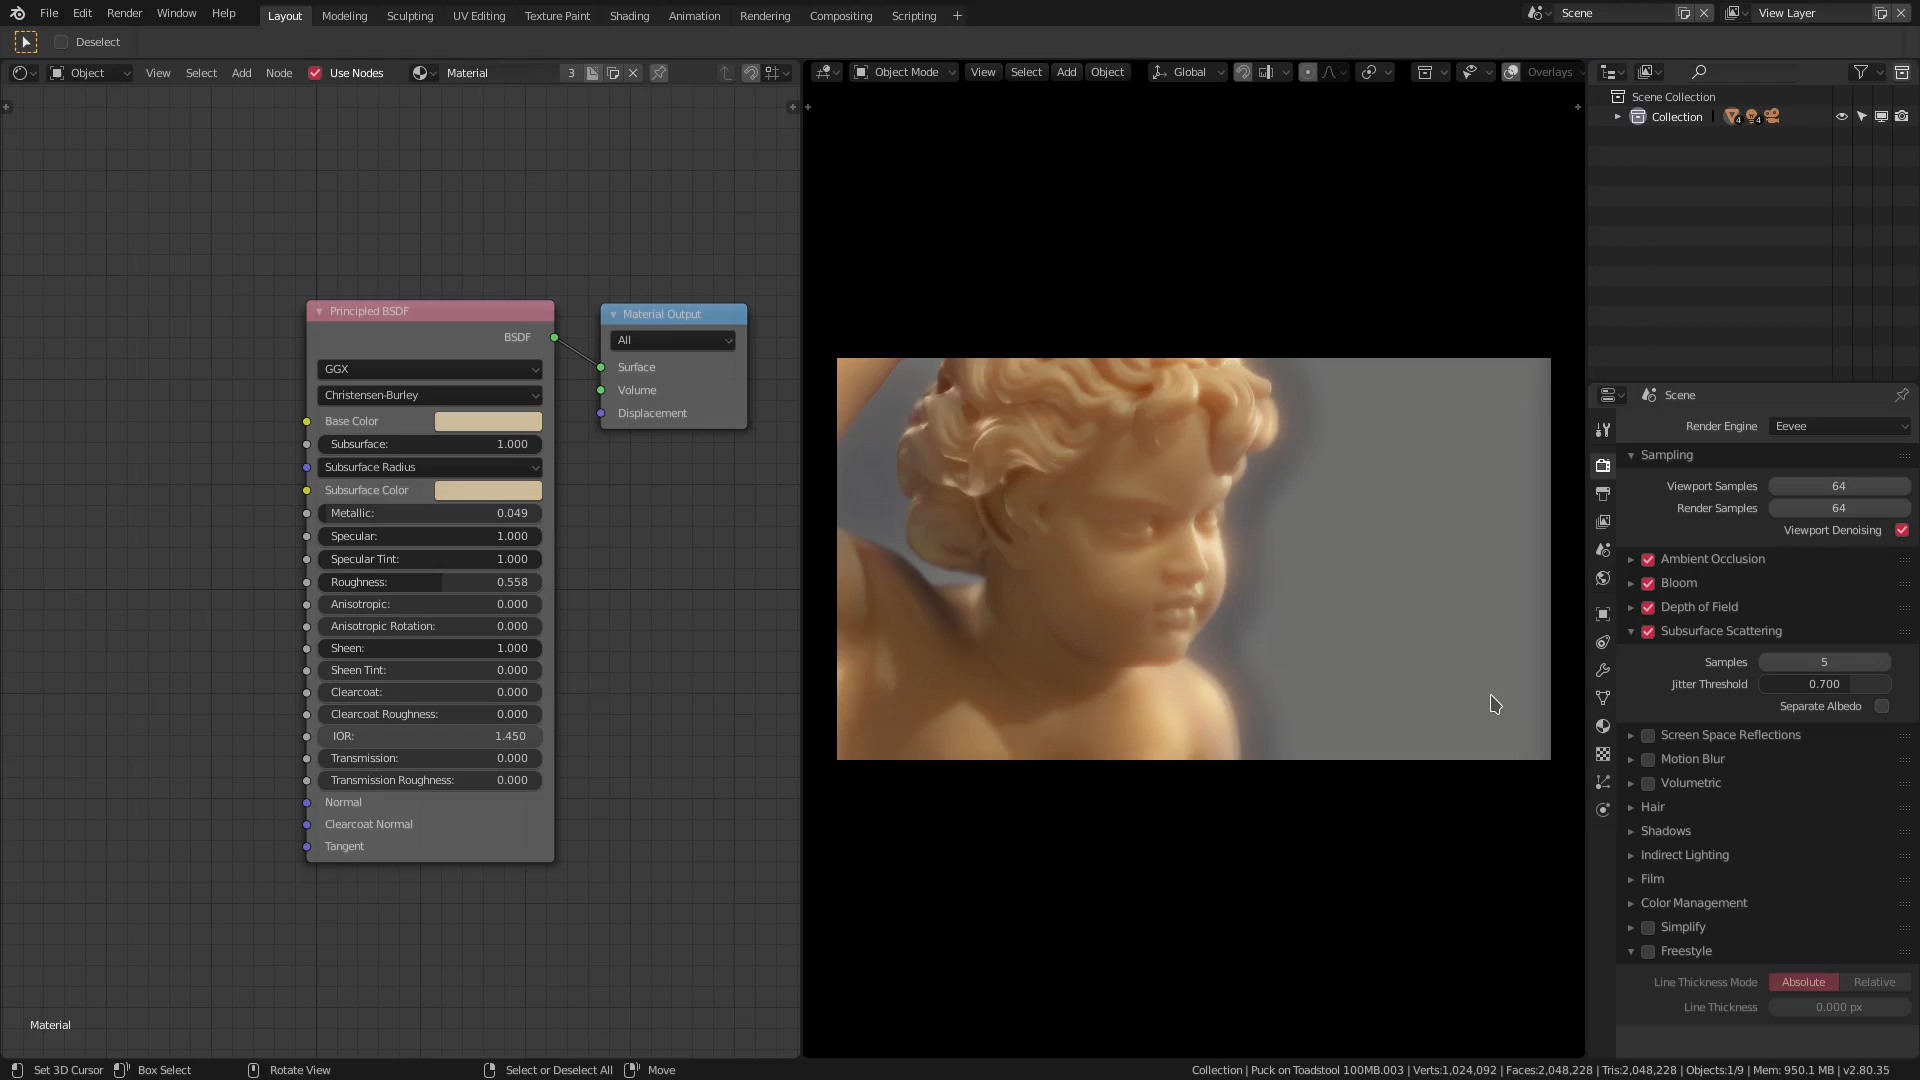 File Edit Render Window Help Layout Modeling Sculpting UV Editing Texture Paint Shading Animation Rendering Compositing Scripting + Scene View Layer
Deselect
Object View Select Add Node Use Nodes Material 3
Object Mode View Select Add Object Global Overlays
Scene Collection
Collection 4 4
Principled BSDF
BSDF
GGX
Christensen-Burley
Base Color
Subsurface: 1.000
Subsurface Radius
Subsurface Color
Metallic: 0.049
Specular: 1.000
Specular Tint: 1.000
Roughness: 0.558
Anisotropic: 0.000
Anisotropic Rotation: 0.000
Sheen: 1.000
Sheen Tint: 0.000
Clearcoat: 0.000
Clearcoat Roughness: 0.000
IOR: 1.450
Transmission: 0.000
Transmission Roughness: 0.000
Normal
Clearcoat Normal
Tangent
Material Output
All
Surface
Volume
Displacement
Scene
Render Engine Eevee
Sampling
Viewport Samples 64
Render Samples 64
Viewport Denoising
Ambient Occlusion
Bloom
Depth of Field
Subsurface Scattering
Samples 5
Jitter Threshold 0.700
Separate Albedo
Screen Space Reflections
Motion Blur
Volumetric
Hair
Shadows
Indirect Lighting
Film
Color Management
Simplify
Freestyle
Line Thickness Mode Absolute Relative
Line Thickness 0.000 px
Material
Set 3D Cursor Box Select Rotate View Select or Deselect All Move Collection | Puck on Toadstool 100MB.003 | Verts:1,024,092 | Faces:2,048,228 | Tris:2,048,228 | Objects:1/9 | Mem: 950.1 MB | v2.80.35